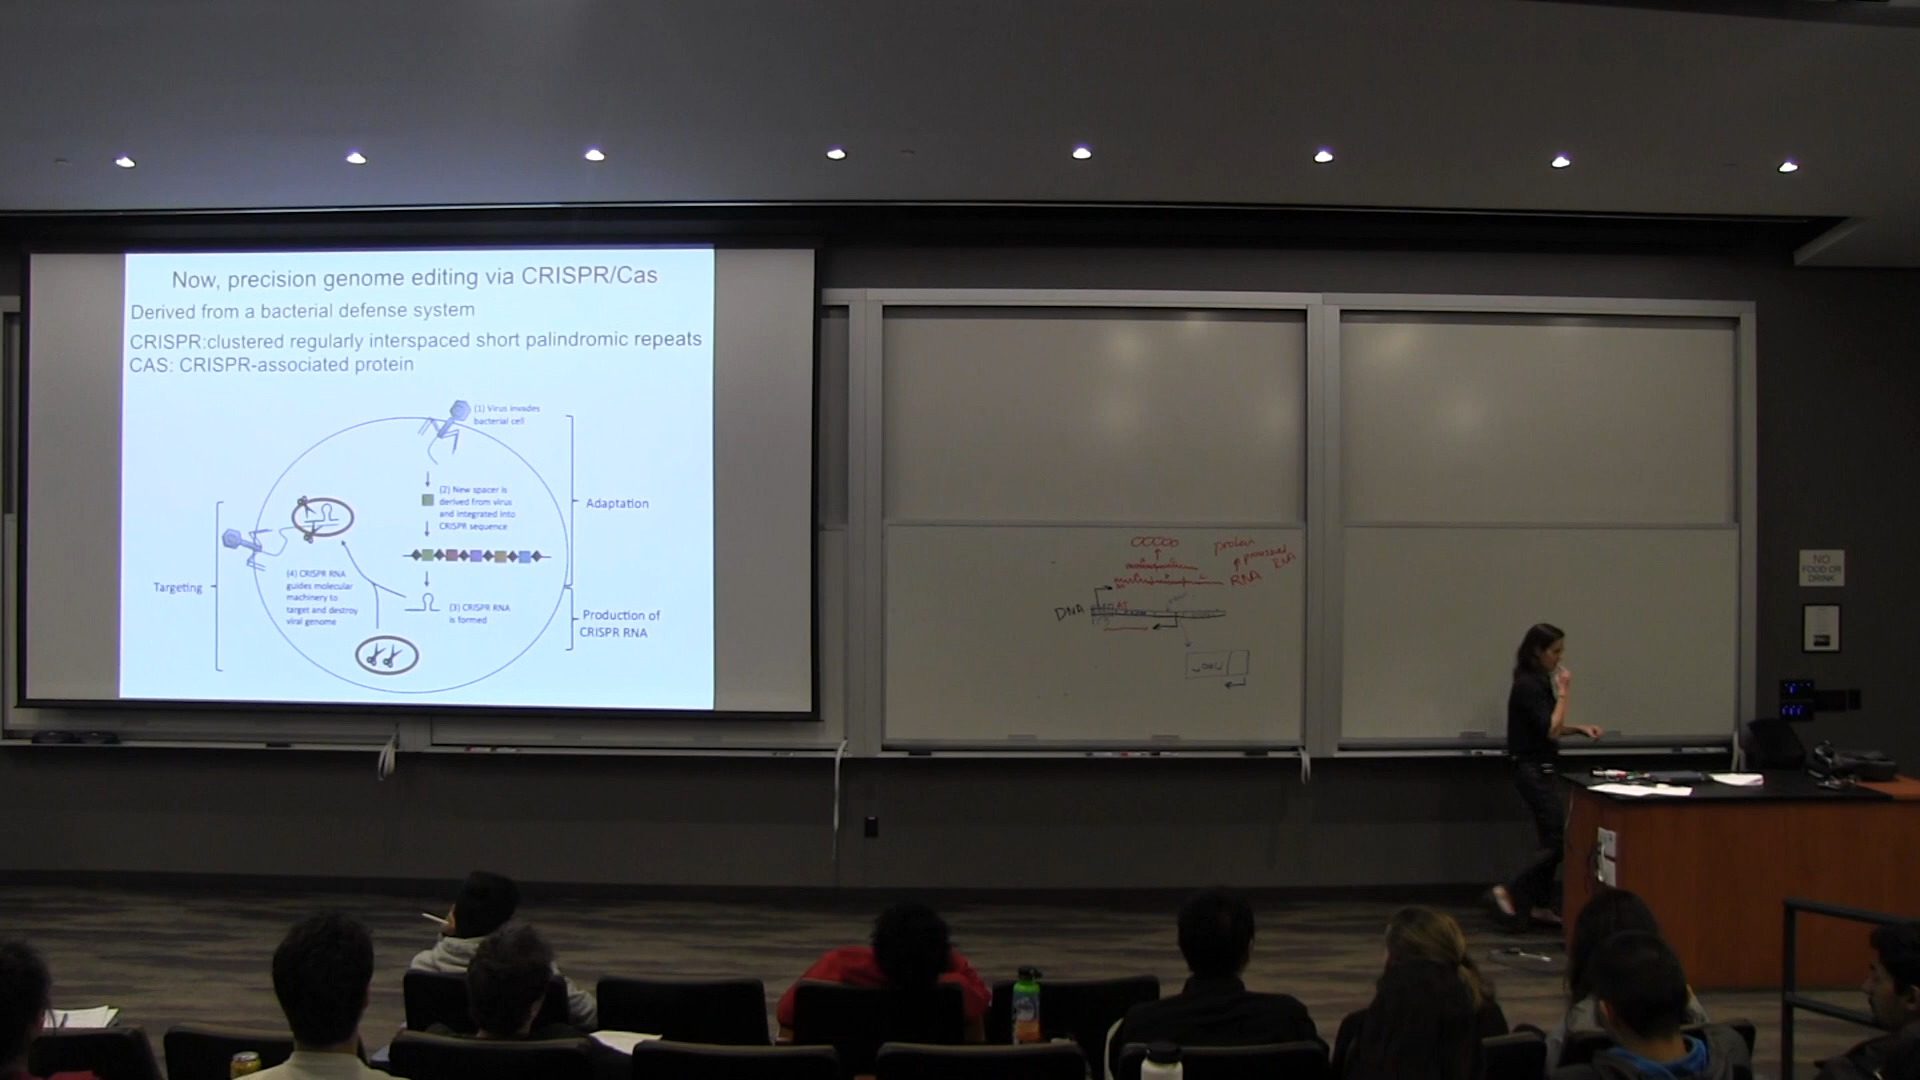 Now, precision genome editing via CRISPR/Cas
Derived from a bacterial defense system
CRISPR:clustered regularly interspaced short palindromic repeats
CAS: CRISPR-associated protein
(1) Virus invades
bacterial cell
(2) New spacer is
derived from virus
and integrated into
CRISPR sequence
Adaptation
Targeting
(4) CRISPR RNA
guides molecular
machinery to
target and destroy
viral genome
(3) CRISPR RNA
is formed
Production of
CRISPR RNA
protein
processed
RNA
RNA
DNA
NO
FOOD OR
DRINK